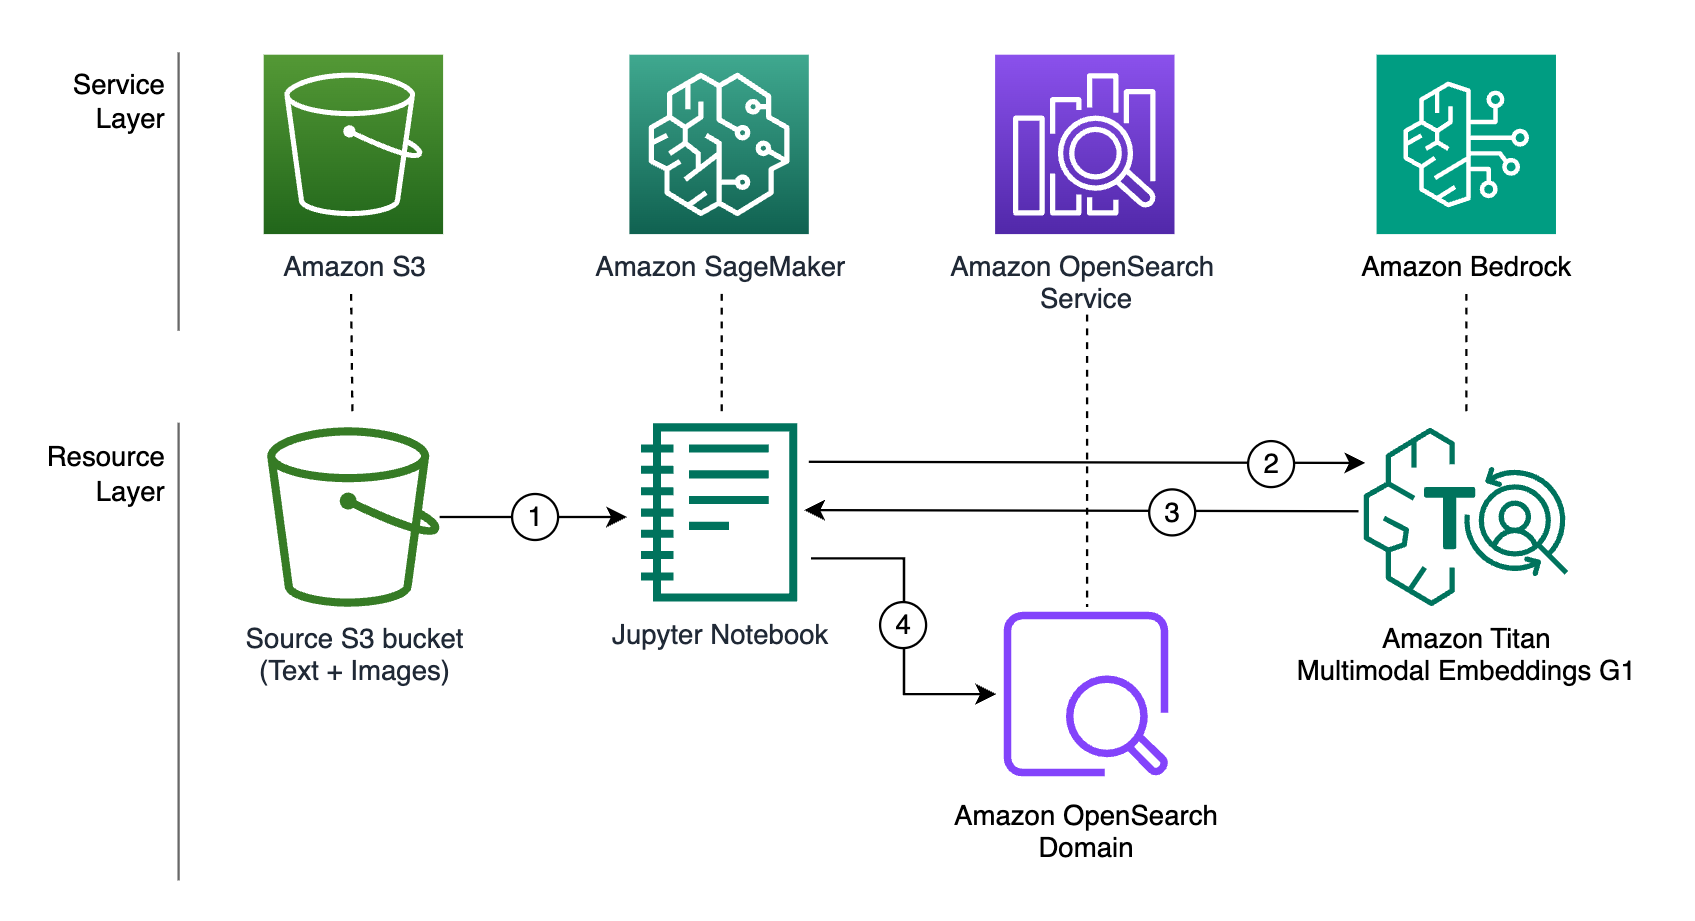 Service
Layer
Amazon S3
Amazon SageMaker
Amazon OpenSearch
Service
Amazon Bedrock
Resource
Layer
1
2
3
4
T
Source S3 bucket
(Text + Images)
Jupyter Notebook
Amazon Titan
Multimodal Embeddings G1
Amazon OpenSearch
Domain